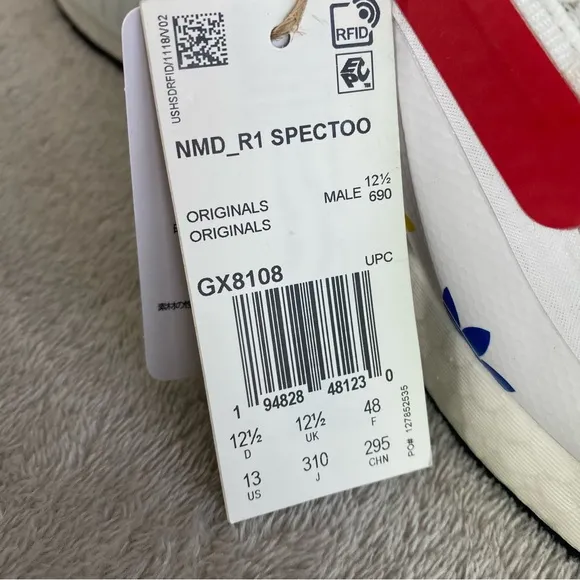 USHSDRFID/1118/V02
RFID
EPC
NMD_R1 SPECTOO
ORIGINALS
ORIGINALS
MALE 12½
690
GX8108
UPC
1 94828 48123 0
12½ 12½ 48
D UK F
13 310 295
US J CHN
PO# 127852535